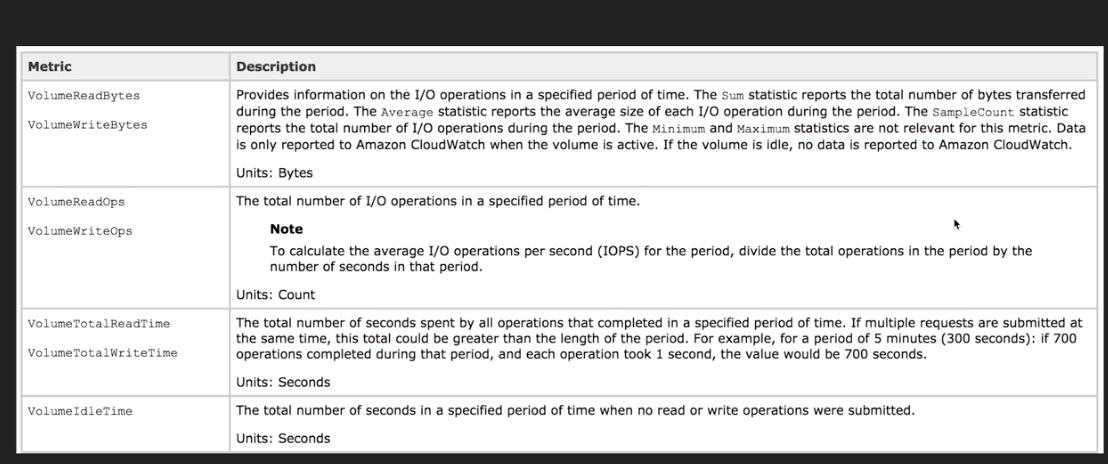 Metric
Description
VolumeReadBytes
VolumeWriteBytes
Provides information on the I/O operations in a specified period of time. The Sum statistic reports the total number of bytes transferred
during the period. The Average statistic reports the average size of each I/O operation during the period. The SampleCount statistic
reports the total number of I/O operations during the period. The Minimum and Maximum statistics are not relevant for this metric. Data
is only reported to Amazon CloudWatch when the volume is active. If the volume is idle, no data is reported to Amazon CloudWatch.
Units: Bytes
VolumeReadOps
VolumeWriteOps
The total number of I/O operations in a specified period of time.
Note
To calculate the average I/O operations per second (IOPS) for the period, divide the total operations in the period by the
number of seconds in that period.
Units: Count
VolumeTotalReadTime
VolumeTotalWriteTime
The total number of seconds spent by all operations that completed in a specified period of time. If multiple requests are submitted at
the same time, this total could be greater than the length of the period. For example, for a period of 5 minutes (300 seconds): if 700
operations completed during that period, and each operation took 1 second, the value would be 700 seconds.
Units: Seconds
VolumeIdleTime
The total number of seconds in a specified period of time when no read or write operations were submitted.
Units: Seconds